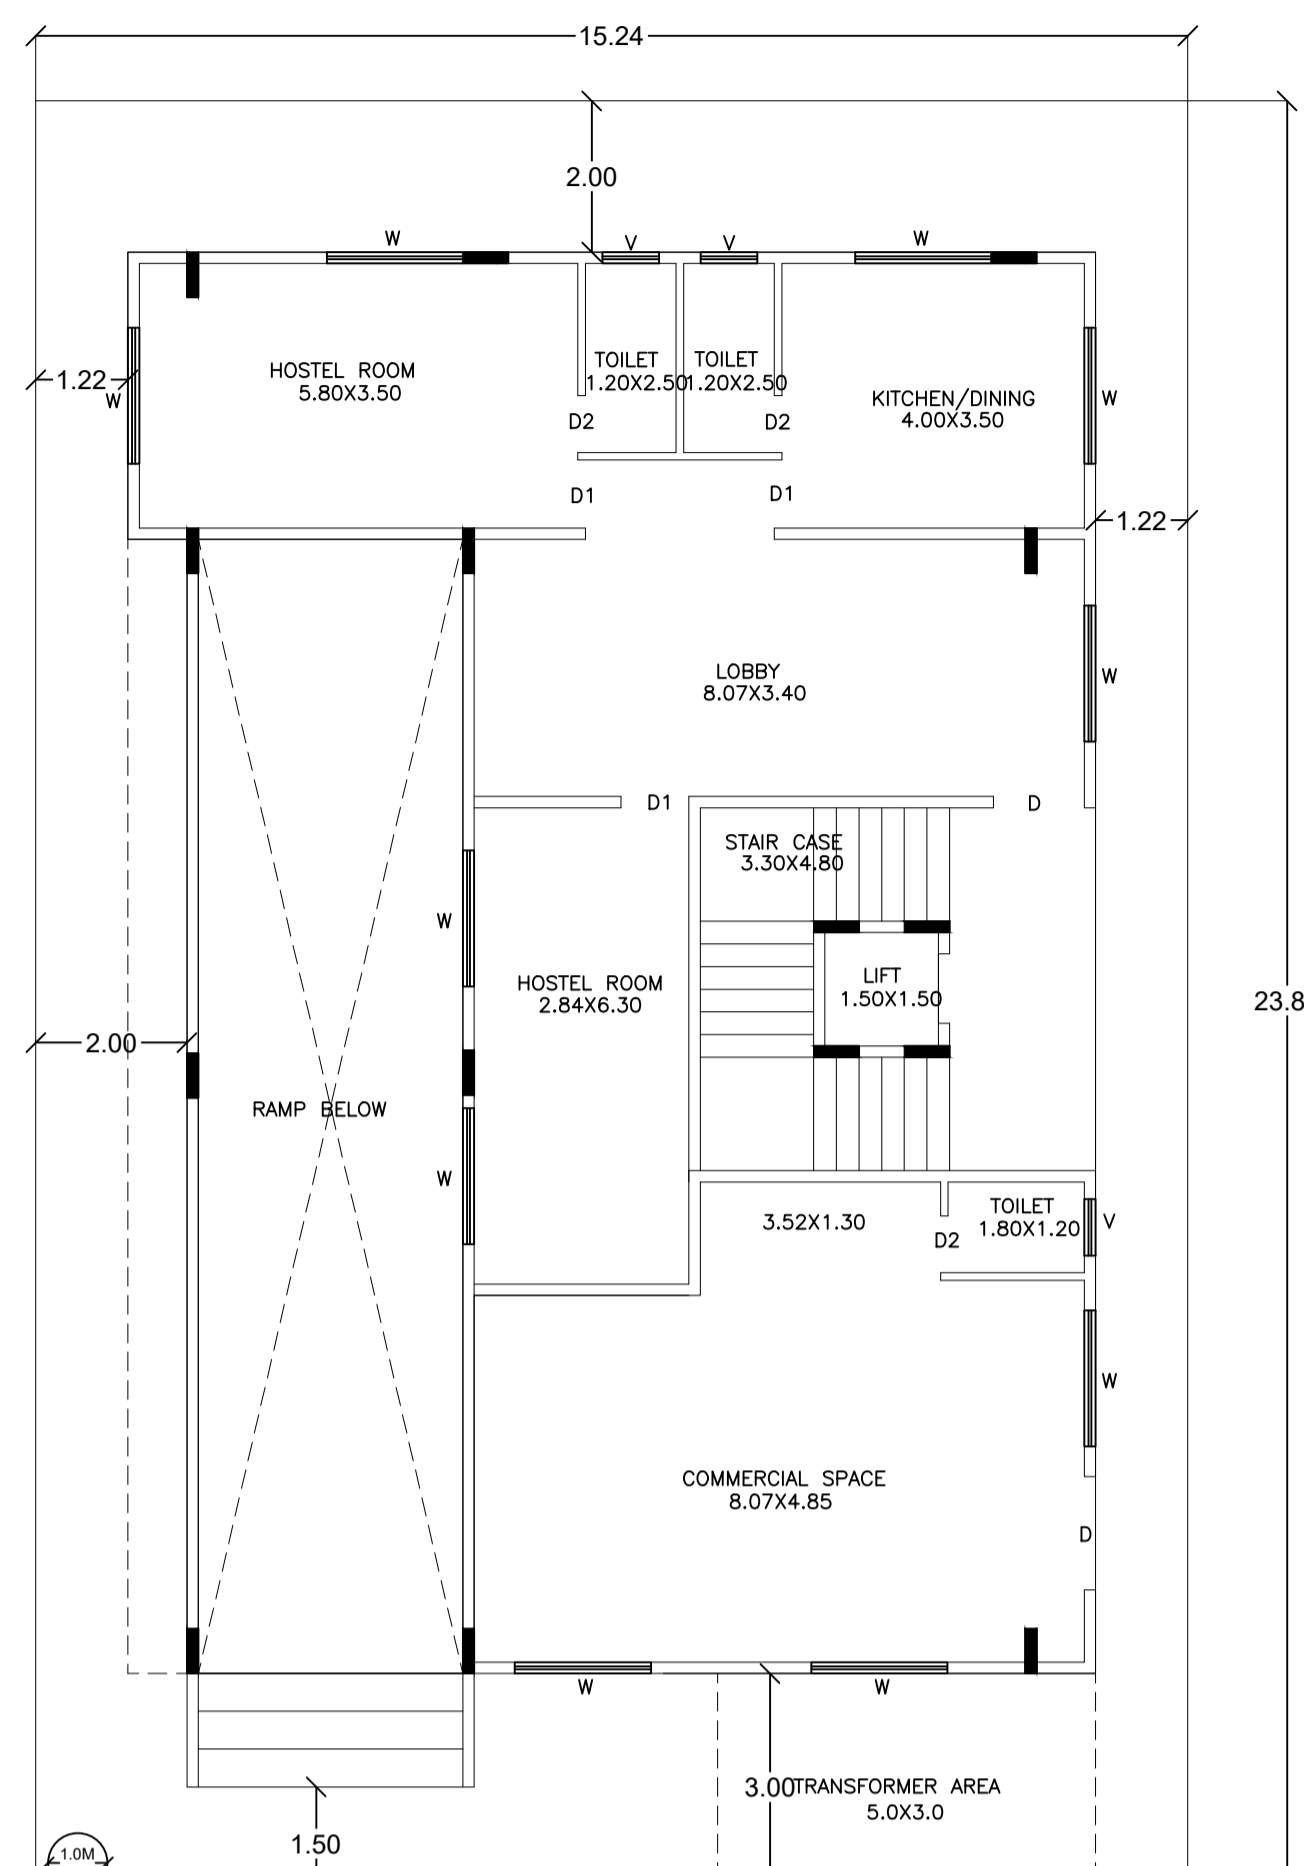 15.24
2.00
W
V
V
W
1.22
W
HOSTEL ROOM
5.80X3.50
TOILET
1.20X2.50
TOILET
1.20X2.50
KITCHEN/DINING
4.00X3.50
W
D2
D2
D1
D1
1.22
LOBBY
8.07X3.40
W
D1
D
STAIR CASE
3.30X4.80
W
HOSTEL ROOM
2.84X6.30
LIFT
1.50X1.50
23.8
2.00
RAMP BELOW
W
3.52X1.30
TOILET
1.80X1.20
V
D2
W
COMMERCIAL SPACE
8.07X4.85
D
W
W
3.00
TRANSFORMER AREA
5.0X3.0
1.50
1.0M